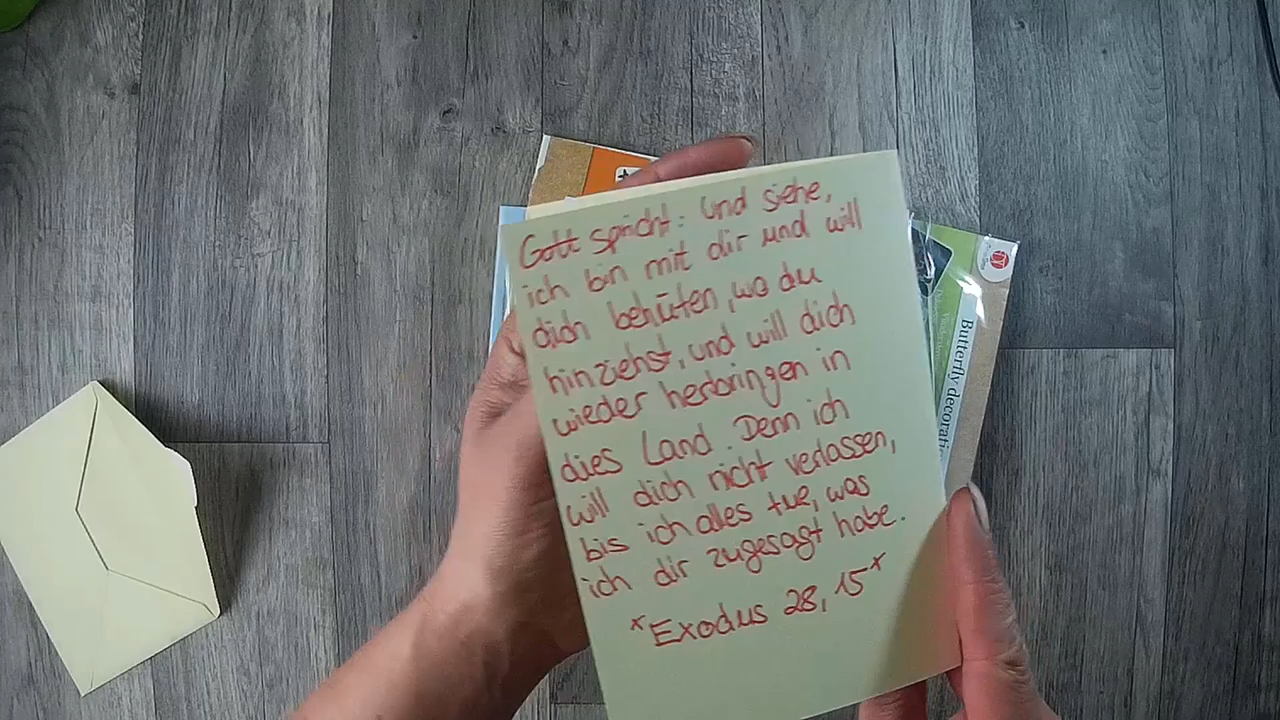 Gott spricht: Und siehe,
ich bin mit dir und will
dich behüten, wo du
hinziehst, und will dich
wieder herbringen in
dies Land. Denn ich
will dich nicht verlassen,
bis ich alles tue, was
ich dir zugesagt habe.
*Exodus 28, 15*
Butterfly decoratio